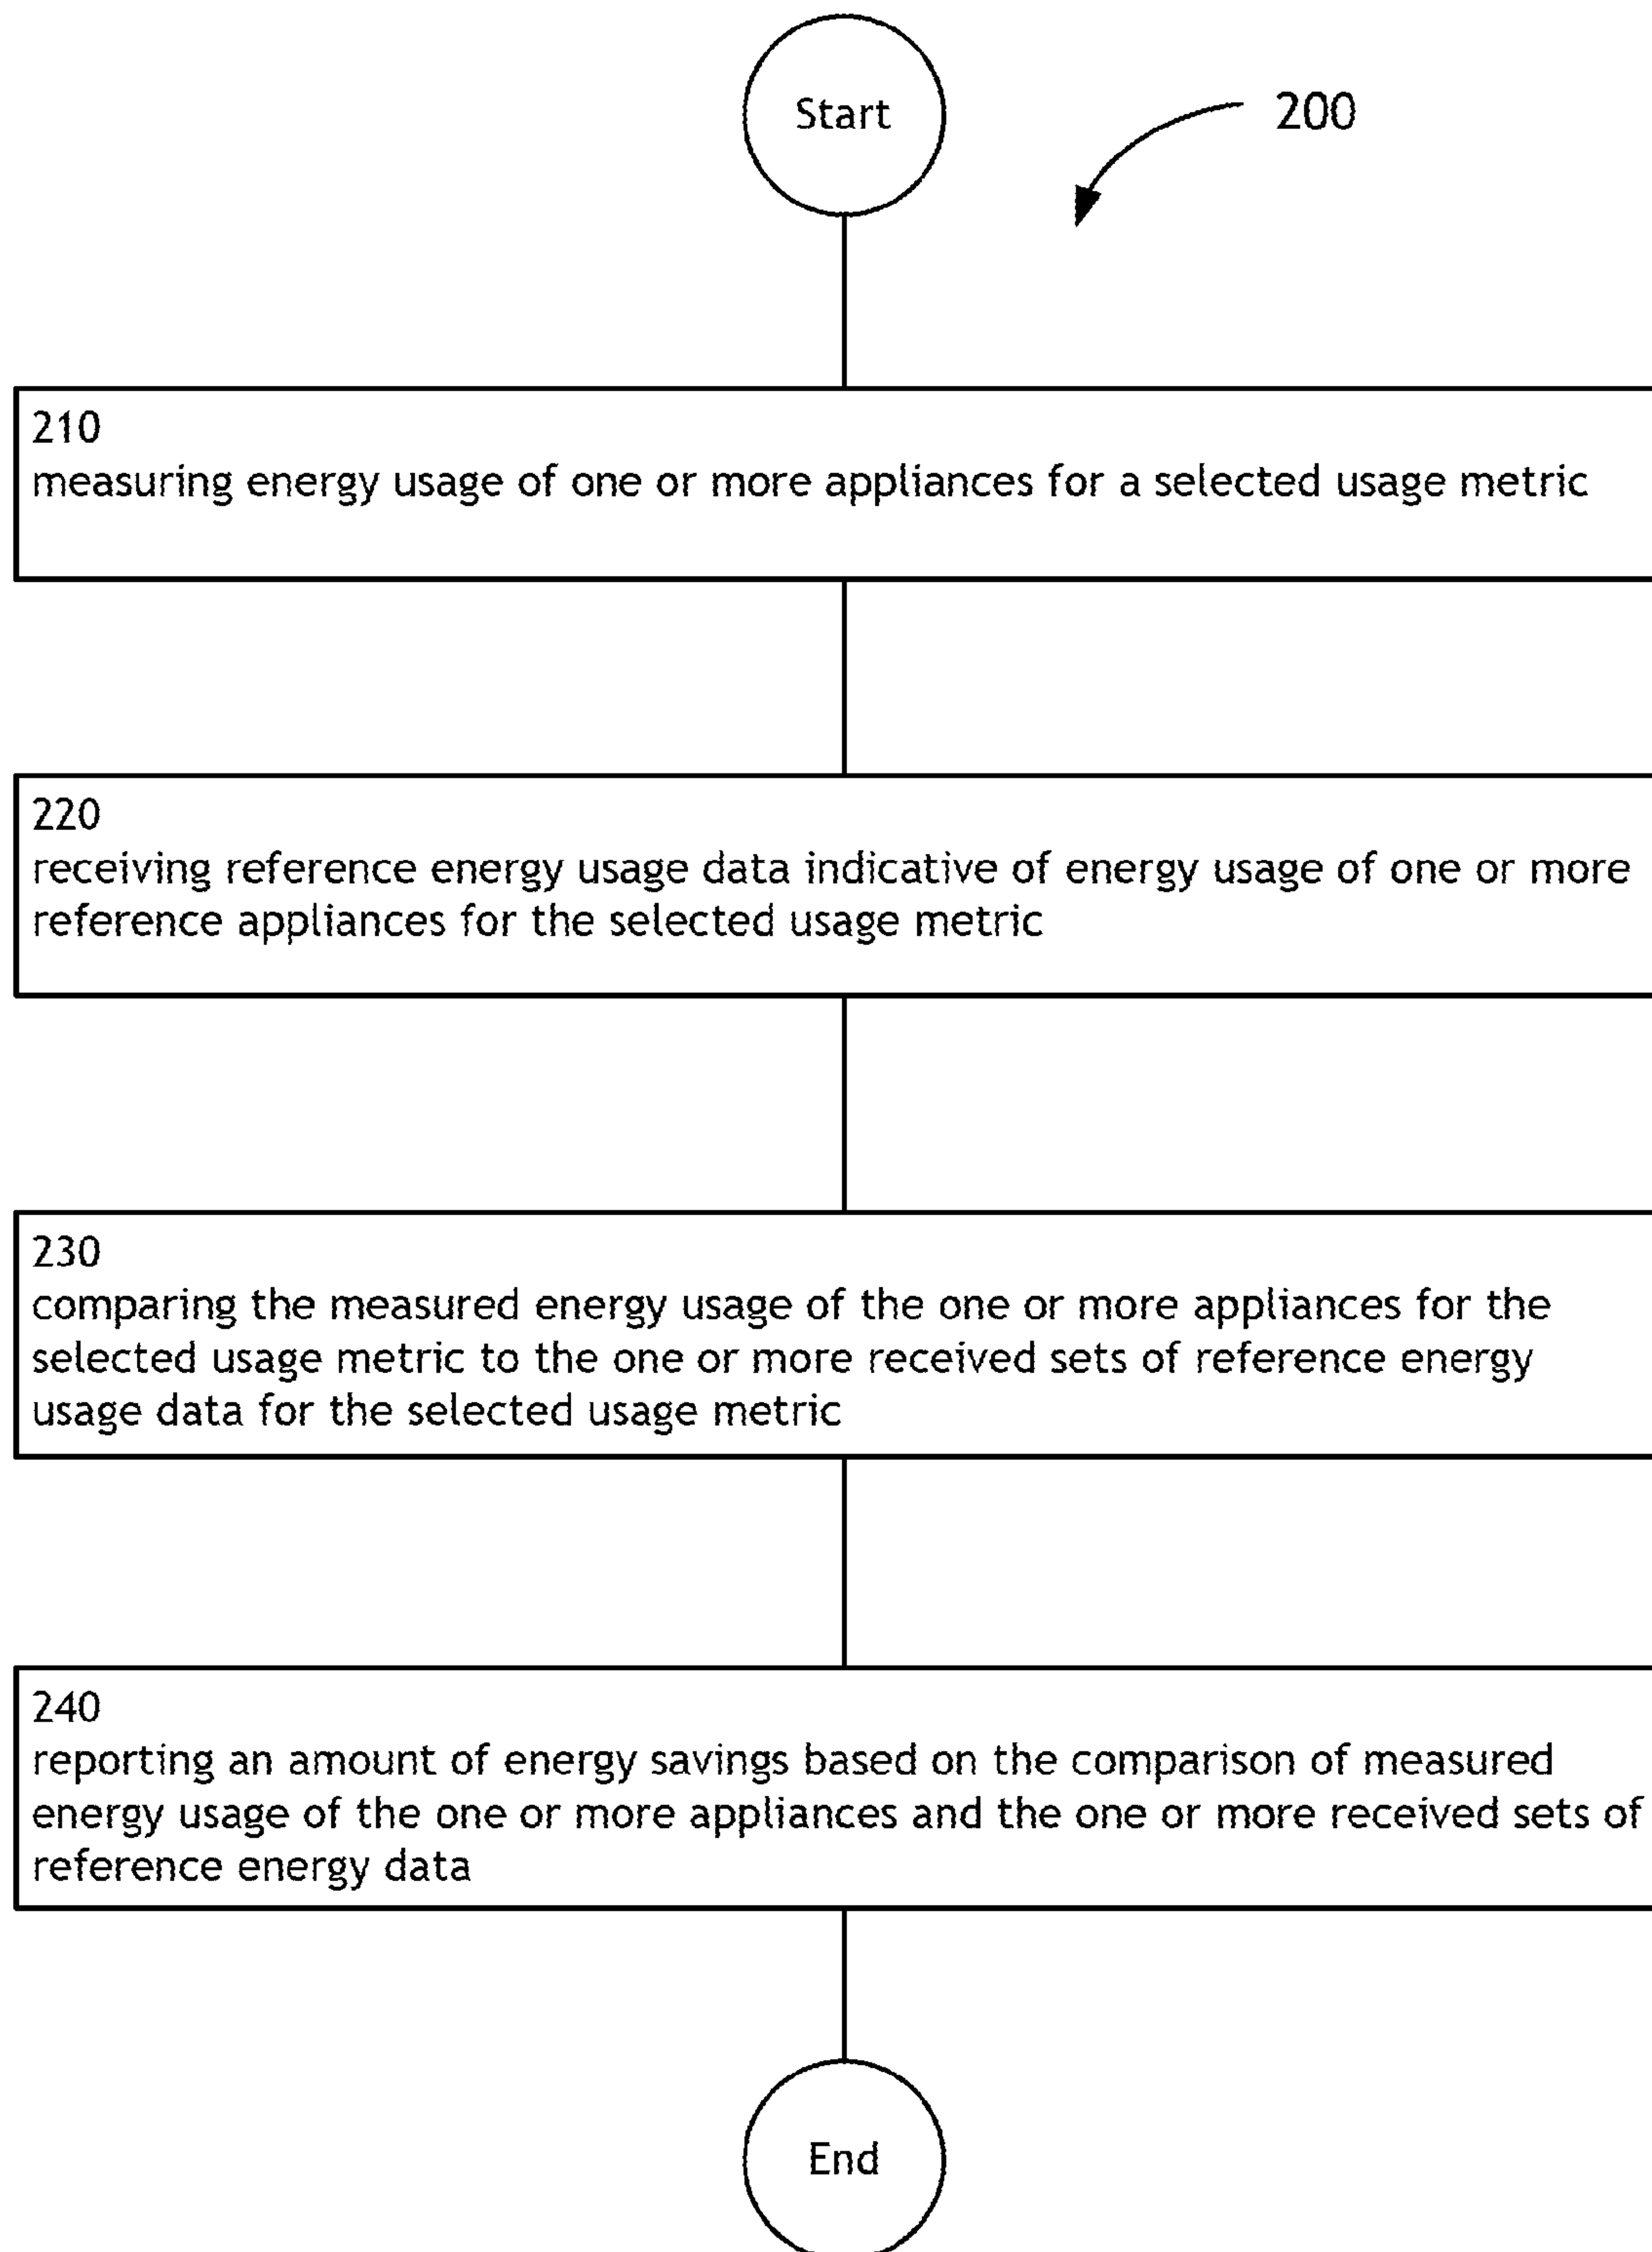 Start
200
210
measuring energy usage of one or more appliances for a selected usage metric
220
receiving reference energy usage data indicative of energy usage of one or more
reference appliances for the selected usage metric
230
comparing the measured energy usage of the one or more appliances for the
selected usage metric to the one or more received sets of reference energy
usage data for the selected usage metric
240
reporting an amount of energy savings based on the comparison of measured
energy usage of the one or more appliances and the one or more received sets of
reference energy data
End